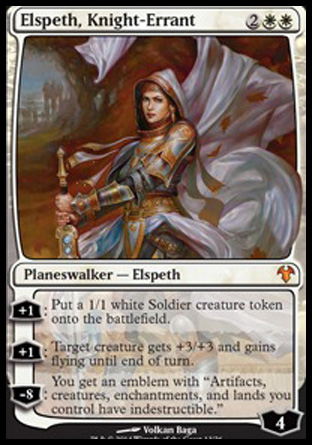 Elspeth, Knight-Errant 2
Planeswalker — Elspeth
+1: Put a 1/1 white Soldier creature token
onto the battlefield.
+1: Target creature gets +3/+3 and gains
flying until end of turn.
You get an emblem with “Artifacts,
-8: creatures, enchantments, and lands you
control have indestructible.”
4
Volkan Baga